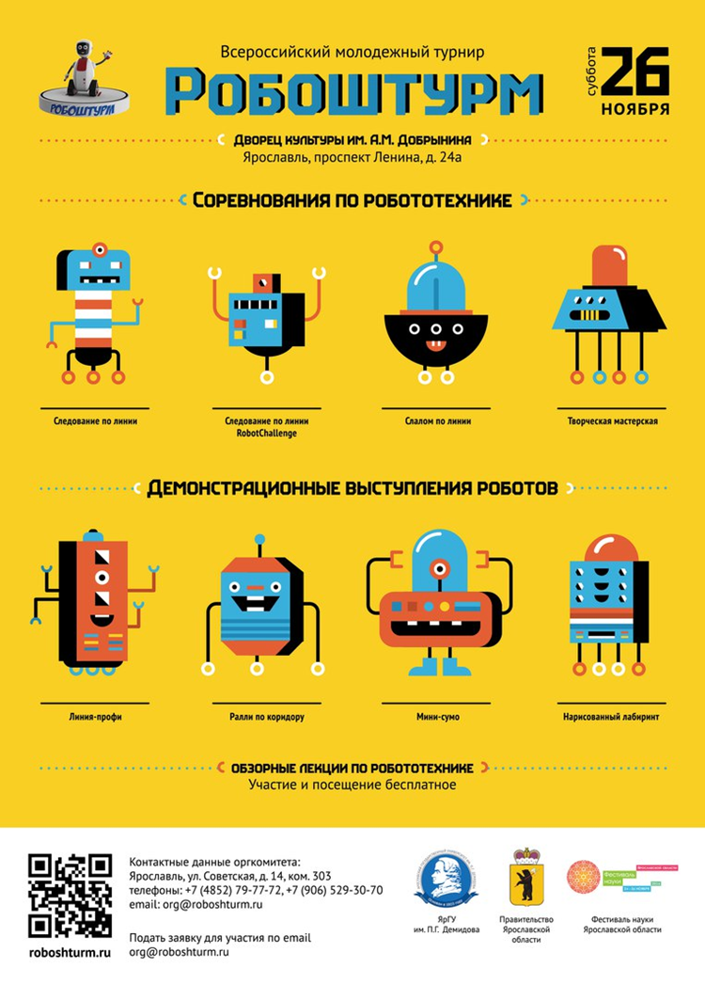 Всероссийский молодежный турнир
РОБОШТУРМ
суббота
26
НОЯБРЯ
РОБОШТУРМ
ДВОРЕЦ КУЛЬТУРЫ ИМ. А.М. ДОБРЫНИНА
Ярославль, проспект Ленина, д. 24а
СОРЕВНОВАНИЯ ПО РОБОТОТЕХНИКЕ
Следование по линии
Следование по линии
RobotChallenge
Слалом по линии
Творческая мастерская
ДЕМОНСТРАЦИОННЫЕ ВЫСТУПЛЕНИЯ РОБОТОВ
Линия-профи
Ралли по коридору
Мини-сумо
Нарисованный лабиринт
ОБЗОРНЫЕ ЛЕКЦИИ ПО РОБОТОТЕХНИКЕ
Участие и посещение бесплатное
Контактные данные оргкомитета:
Ярославль, ул. Советская, д. 14, ком. 303
телефоны: +7 (4852) 79-77-72, +7 (906) 529-30-70
email: org@roboshturm.ru
Подать заявку для участия по email
org@roboshturm.ru
roboshturm.ru
ЯрГУ
им. П.Г. Демидова
Правительство
Ярославской
области
Фестиваль
науки
Ярославской области
Фестиваль науки
Ярославской области